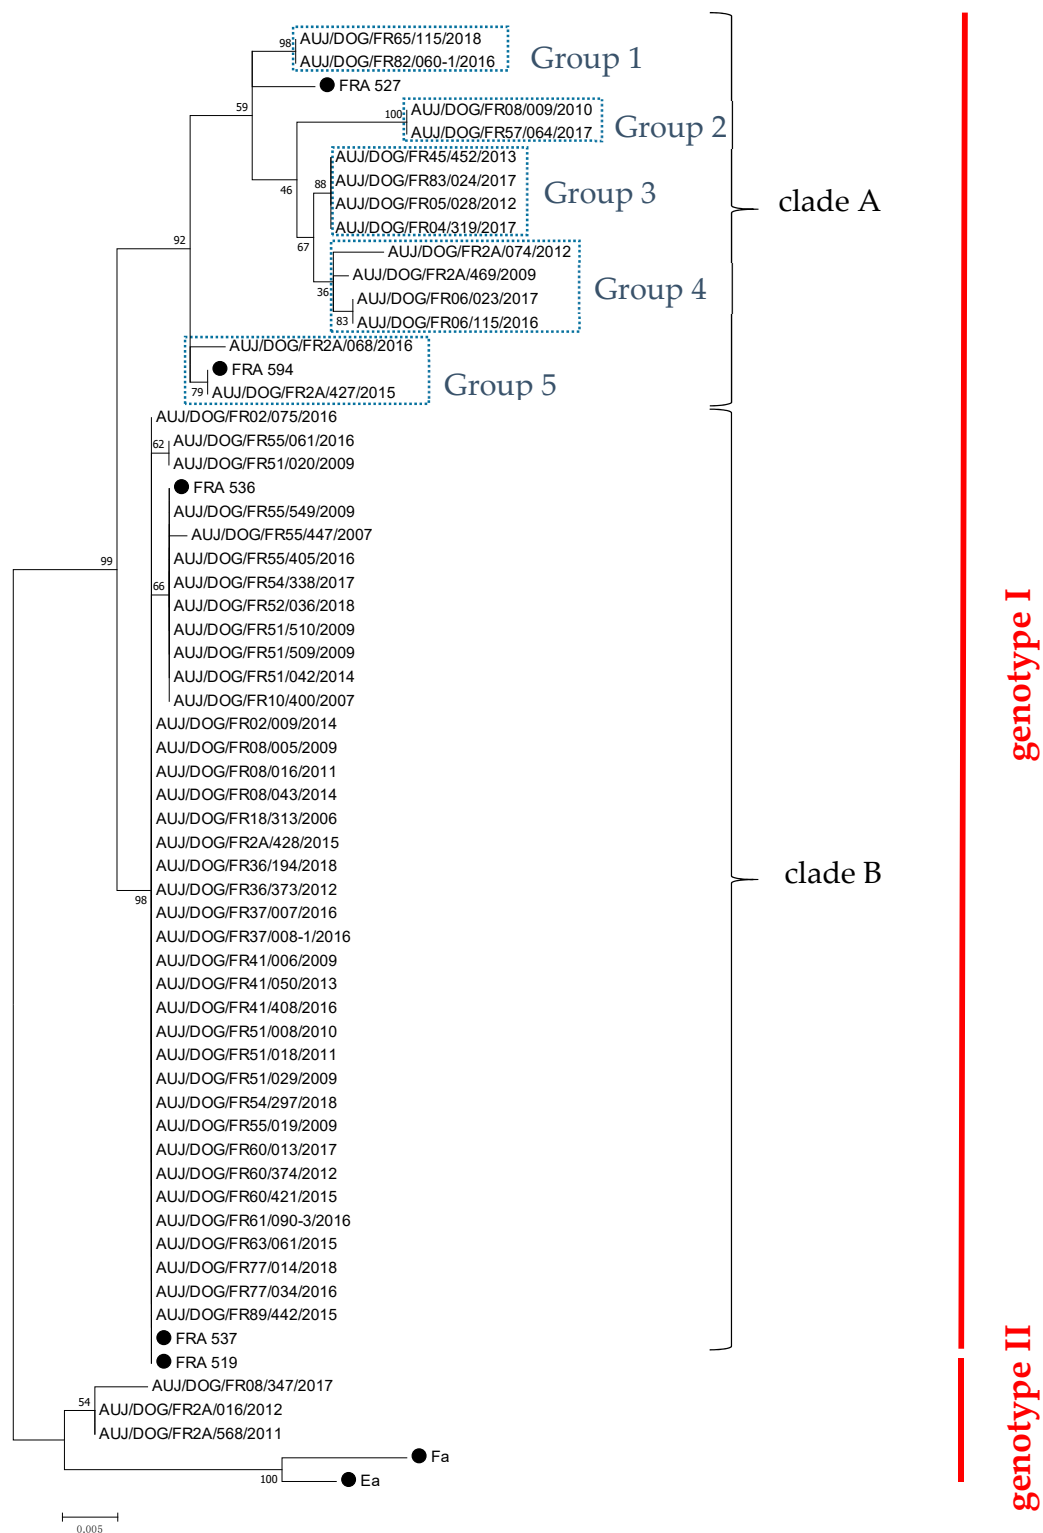 98
AUJ/DOG/FR65/115/2018
AUJ/DOG/FR82/060-1/2016
Group 1
FRA 527
59
AUJ/DOG/FR08/009/2010
100
AUJ/DOG/FR57/064/2017
Group 2
46
AUJ/DOG/FR45/452/2013
AUJ/DOG/FR83/024/2017
88
AUJ/DOG/FR05/028/2012
AUJ/DOG/FR04/319/2017
Group 3
clade A
67
92
AUJ/DOG/FR2A/074/2012
AUJ/DOG/FR2A/469/2009
36
AUJ/DOG/FR06/023/2017
83
AUJ/DOG/FR06/115/2016
Group 4
AUJ/DOG/FR2A/068/2016
FRA 594
79
AUJ/DOG/FR2A/427/2015
Group 5
AUJ/DOG/FR02/075/2016
62
AUJ/DOG/FR55/061/2016
AUJ/DOG/FR51/020/2009
FRA 536
AUJ/DOG/FR55/549/2009
AUJ/DOG/FR55/447/2007
99
AUJ/DOG/FR55/405/2016
66
AUJ/DOG/FR54/338/2017
AUJ/DOG/FR52/036/2018
AUJ/DOG/FR51/510/2009
AUJ/DOG/FR51/509/2009
AUJ/DOG/FR51/042/2014
AUJ/DOG/FR10/400/2007
genotype I
AUJ/DOG/FR02/009/2014
AUJ/DOG/FR08/005/2009
AUJ/DOG/FR08/016/2011
AUJ/DOG/FR08/043/2014
AUJ/DOG/FR18/313/2006
AUJ/DOG/FR2A/428/2015
AUJ/DOG/FR36/194/2018
clade B
AUJ/DOG/FR36/373/2012
98
AUJ/DOG/FR37/007/2016
AUJ/DOG/FR37/008-1/2016
AUJ/DOG/FR41/006/2009
AUJ/DOG/FR41/050/2013
AUJ/DOG/FR41/408/2016
AUJ/DOG/FR51/008/2010
AUJ/DOG/FR51/018/2011
AUJ/DOG/FR51/029/2009
AUJ/DOG/FR54/297/2018
AUJ/DOG/FR55/019/2009
AUJ/DOG/FR60/013/2017
AUJ/DOG/FR60/374/2012
AUJ/DOG/FR60/421/2015
AUJ/DOG/FR61/090-3/2016
AUJ/DOG/FR63/061/2015
AUJ/DOG/FR77/014/2018
AUJ/DOG/FR77/034/2016
AUJ/DOG/FR89/442/2015
FRA 537
FRA 519
AUJ/DOG/FR08/347/2017
54
AUJ/DOG/FR2A/016/2012
AUJ/DOG/FR2A/568/2011
genotype II
Fa
100
Ea
0.005